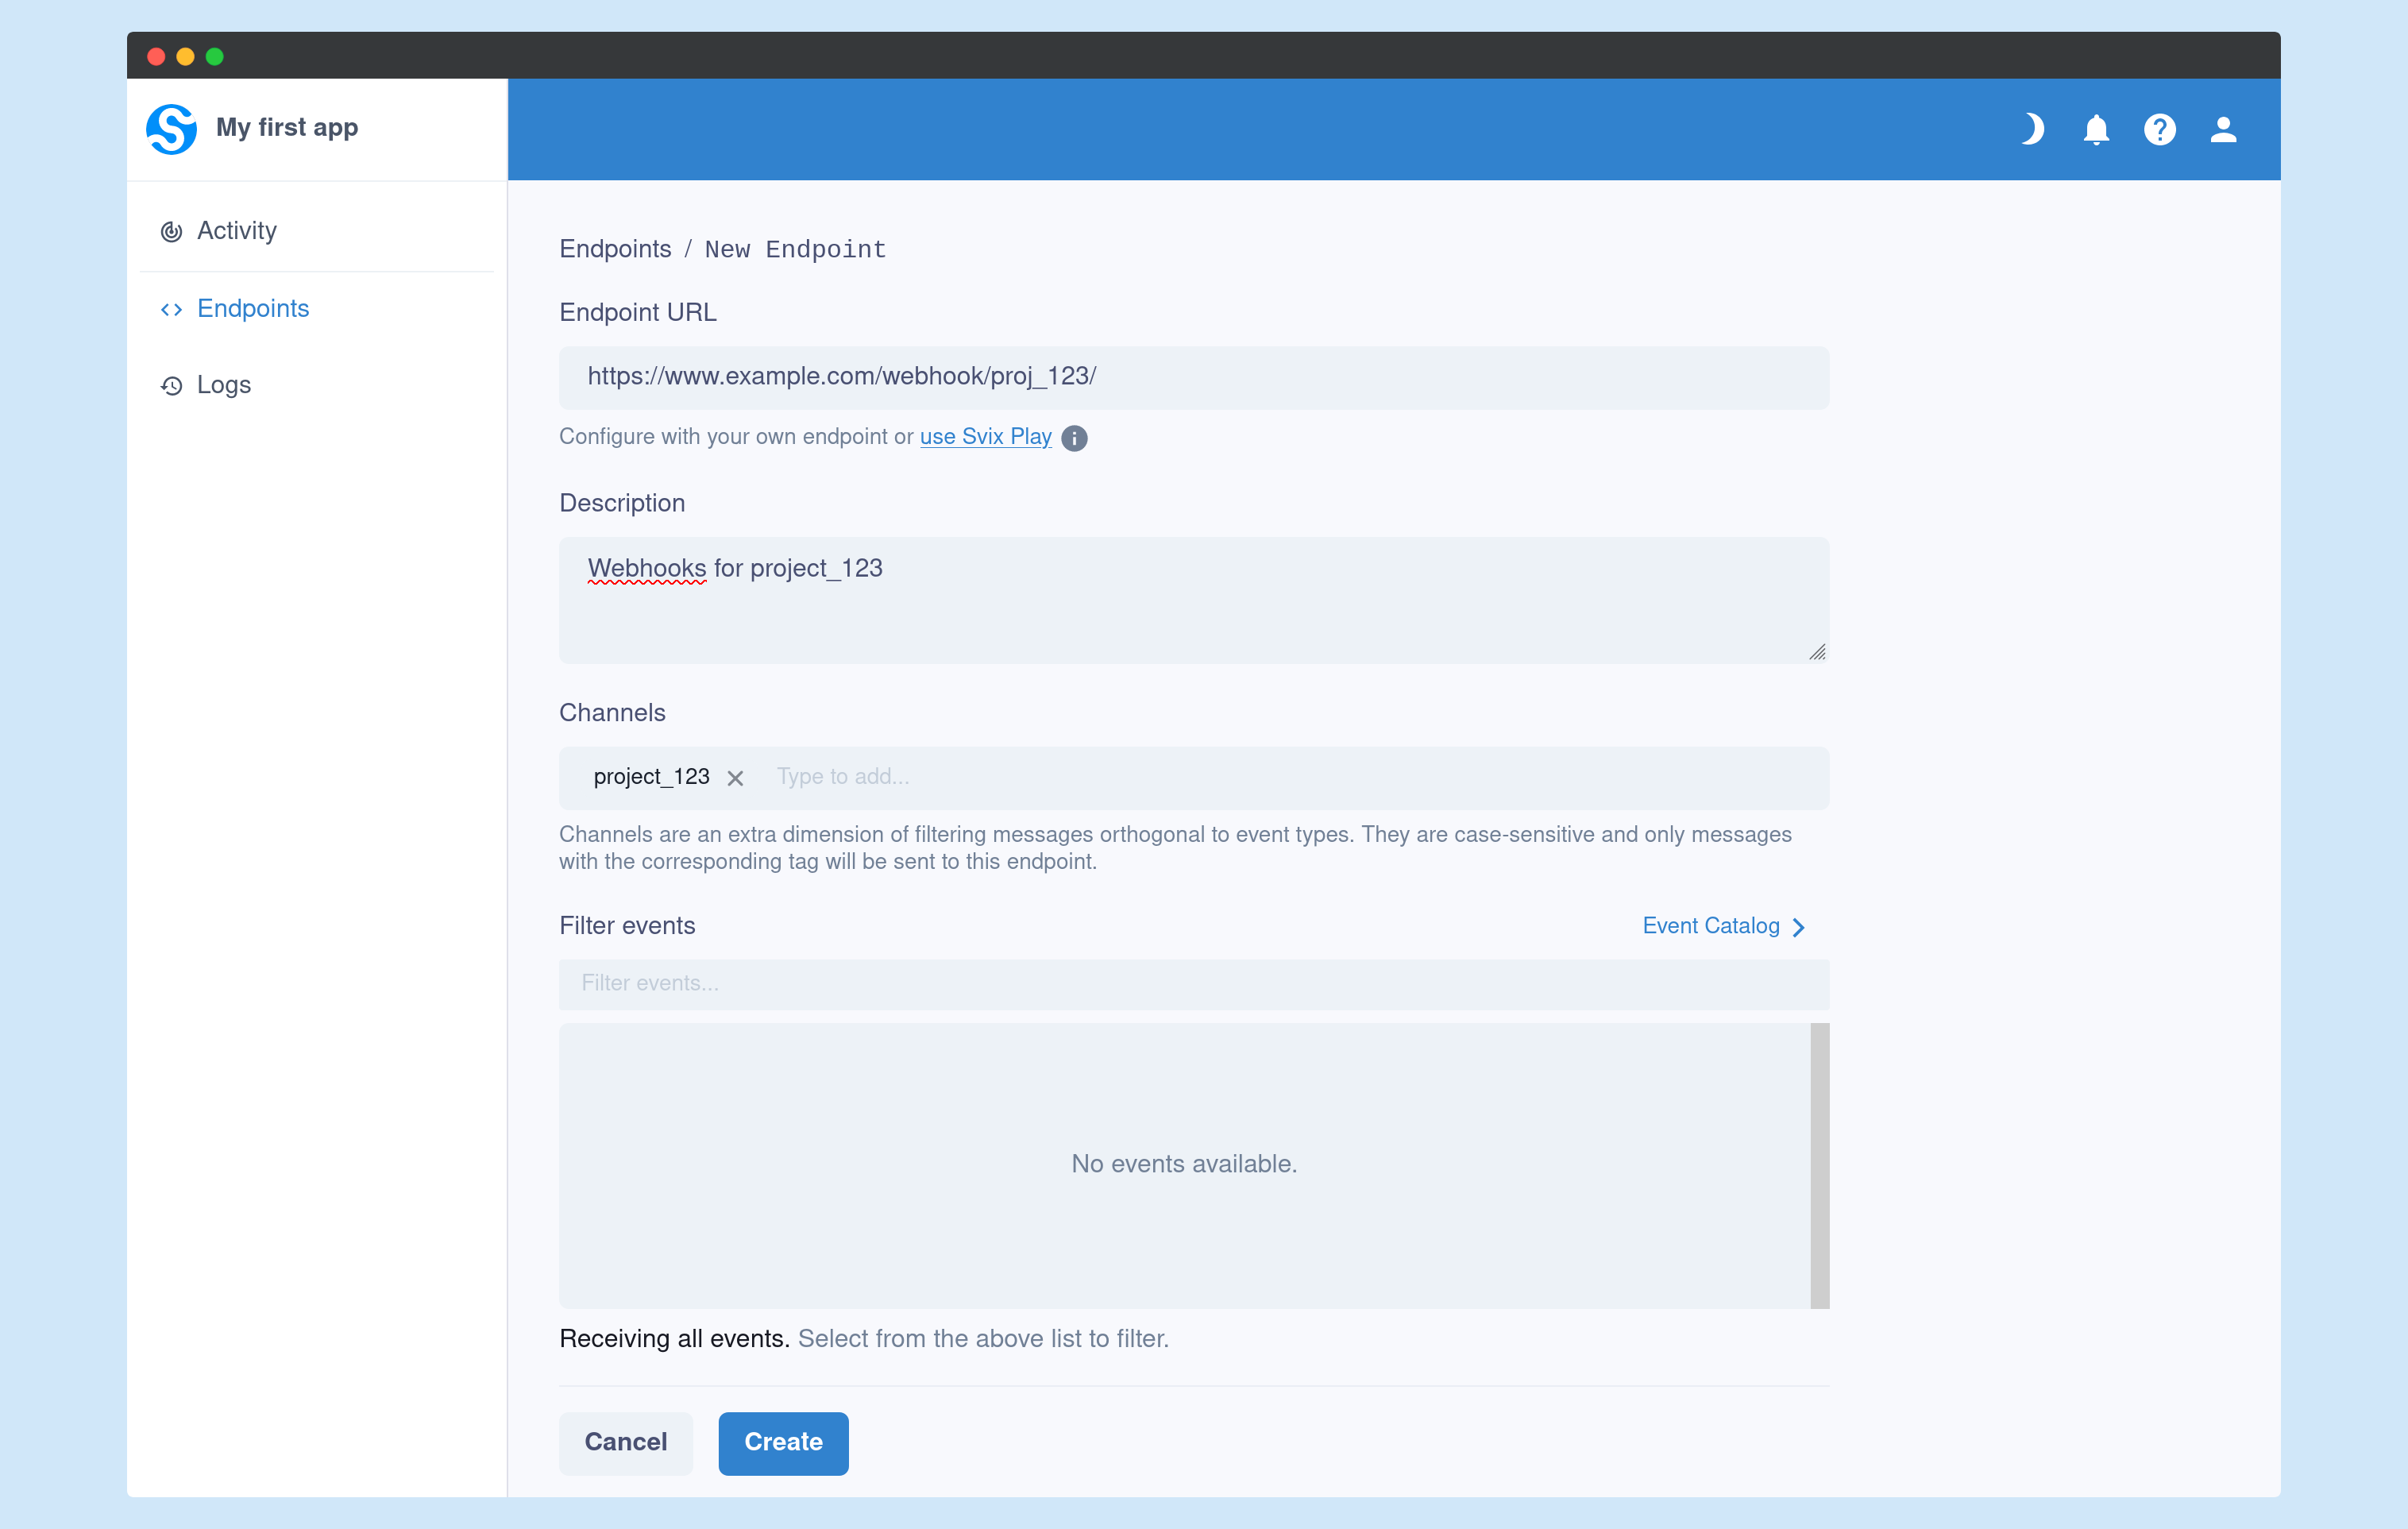 My first app
Activity
Endpoints
Logs
Endpoints / New Endpoint
Endpoint URL
https://www.example.com/webhook/proj_123/
Configure with your own endpoint or use Svix Play
Description
Webhooks for project_123
Channels
project_123 Type to add...
Channels are an extra dimension of filtering messages orthogonal to event types. They are case-sensitive and only messages
with the corresponding tag will be sent to this endpoint.
Filter events Event Catalog
Filter events...
No events available.
Receiving all events. Select from the above list to filter.
Cancel Create